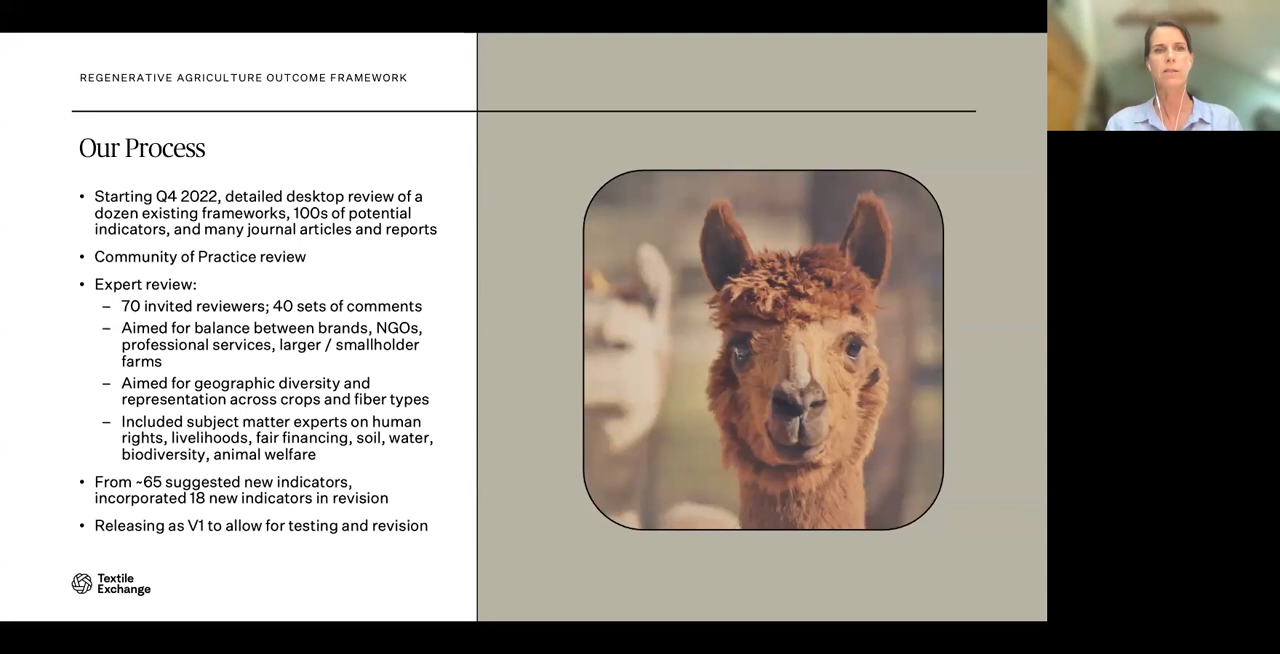 REGENERATIVE AGRICULTURE OUTCOME FRAMEWORK
Our Process
• Starting Q4 2022, detailed desktop review of a
dozen existing frameworks, 100s of potential
indicators, and many journal articles and reports
• Community of Practice review
• Expert review:
– 70 invited reviewers; 40 sets of comments
– Aimed for balance between brands, NGOs,
professional services, larger / smallholder
farms
– Aimed for geographic diversity and
representation across crops and fiber types
– Included subject matter experts on human
rights, livelihoods, fair financing, soil, water,
biodiversity, animal welfare
• From ~65 suggested new indicators,
incorporated 18 new indicators in revision
• Releasing as V1 to allow for testing and revision
Textile
Exchange